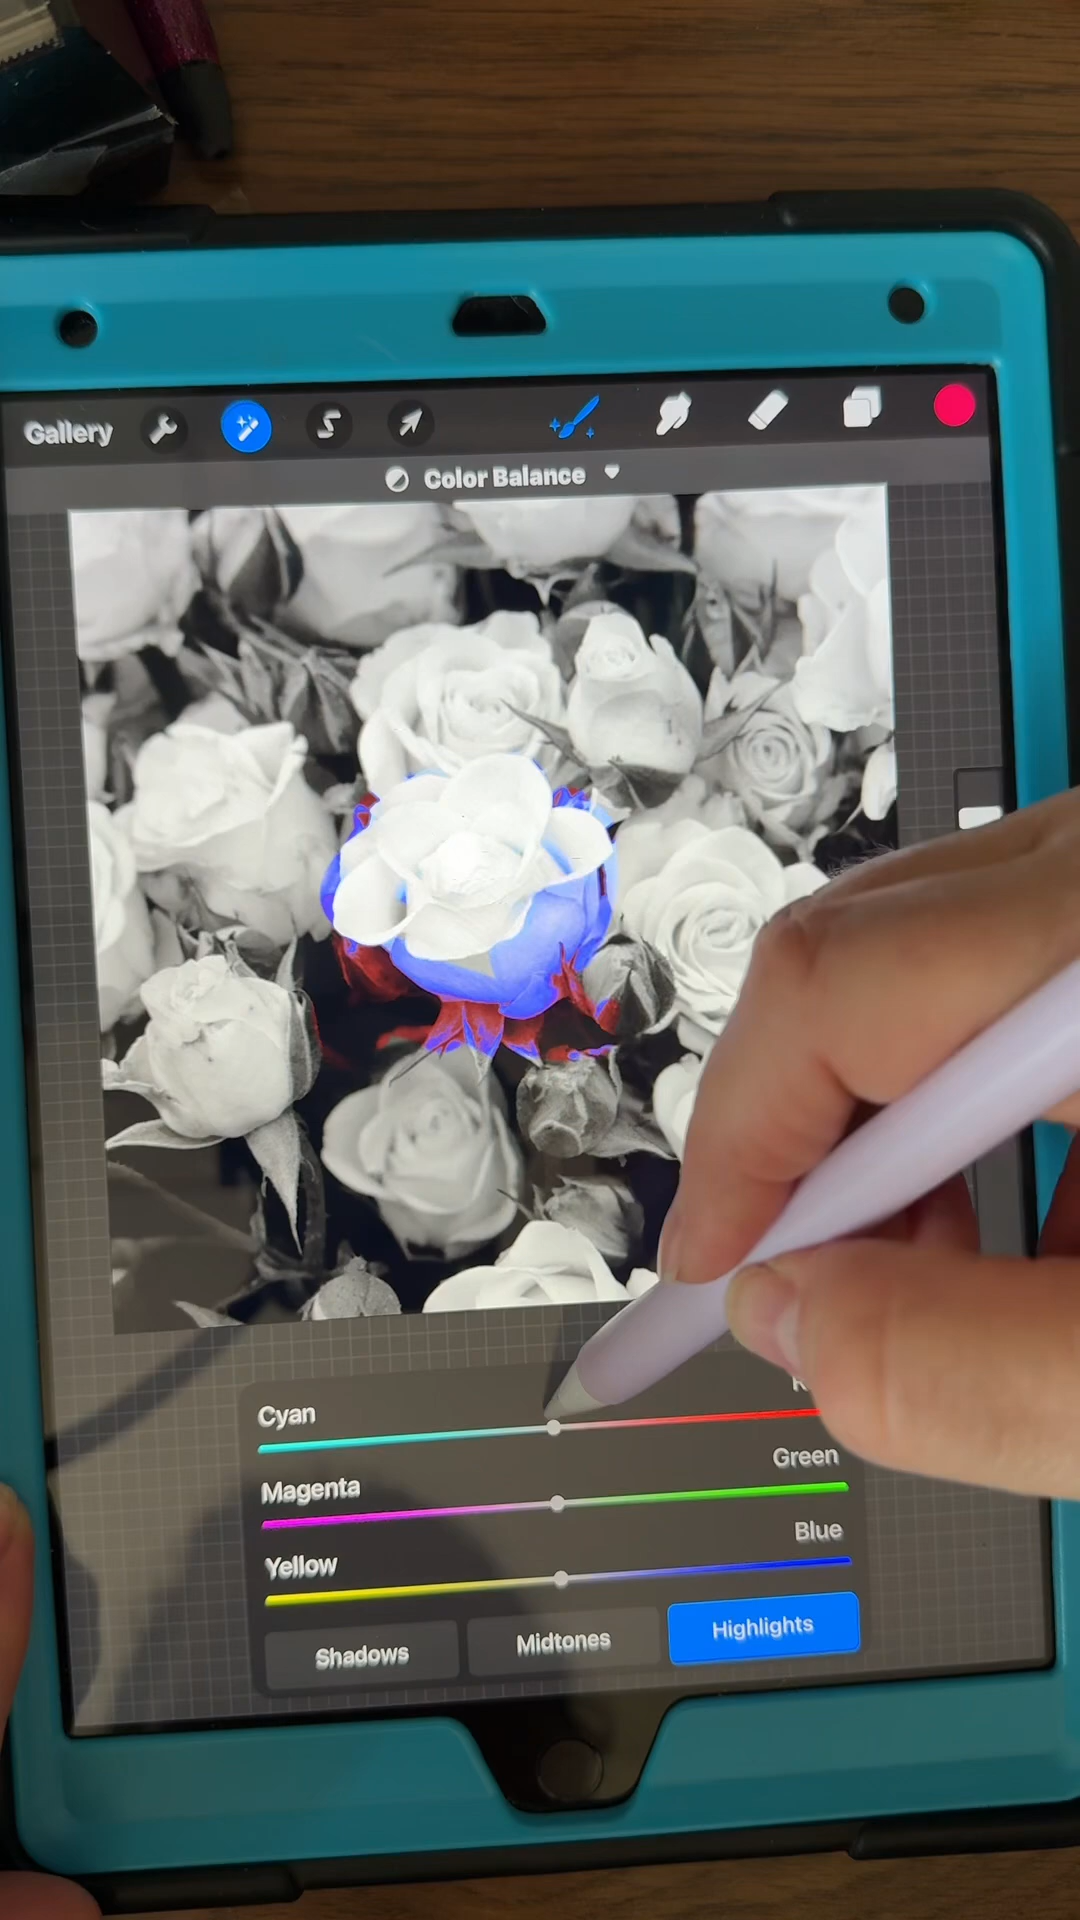 Gallery
Color Balance
Cyan
Magenta
Green
Yellow
Blue
Shadows
Midtones
Highlights